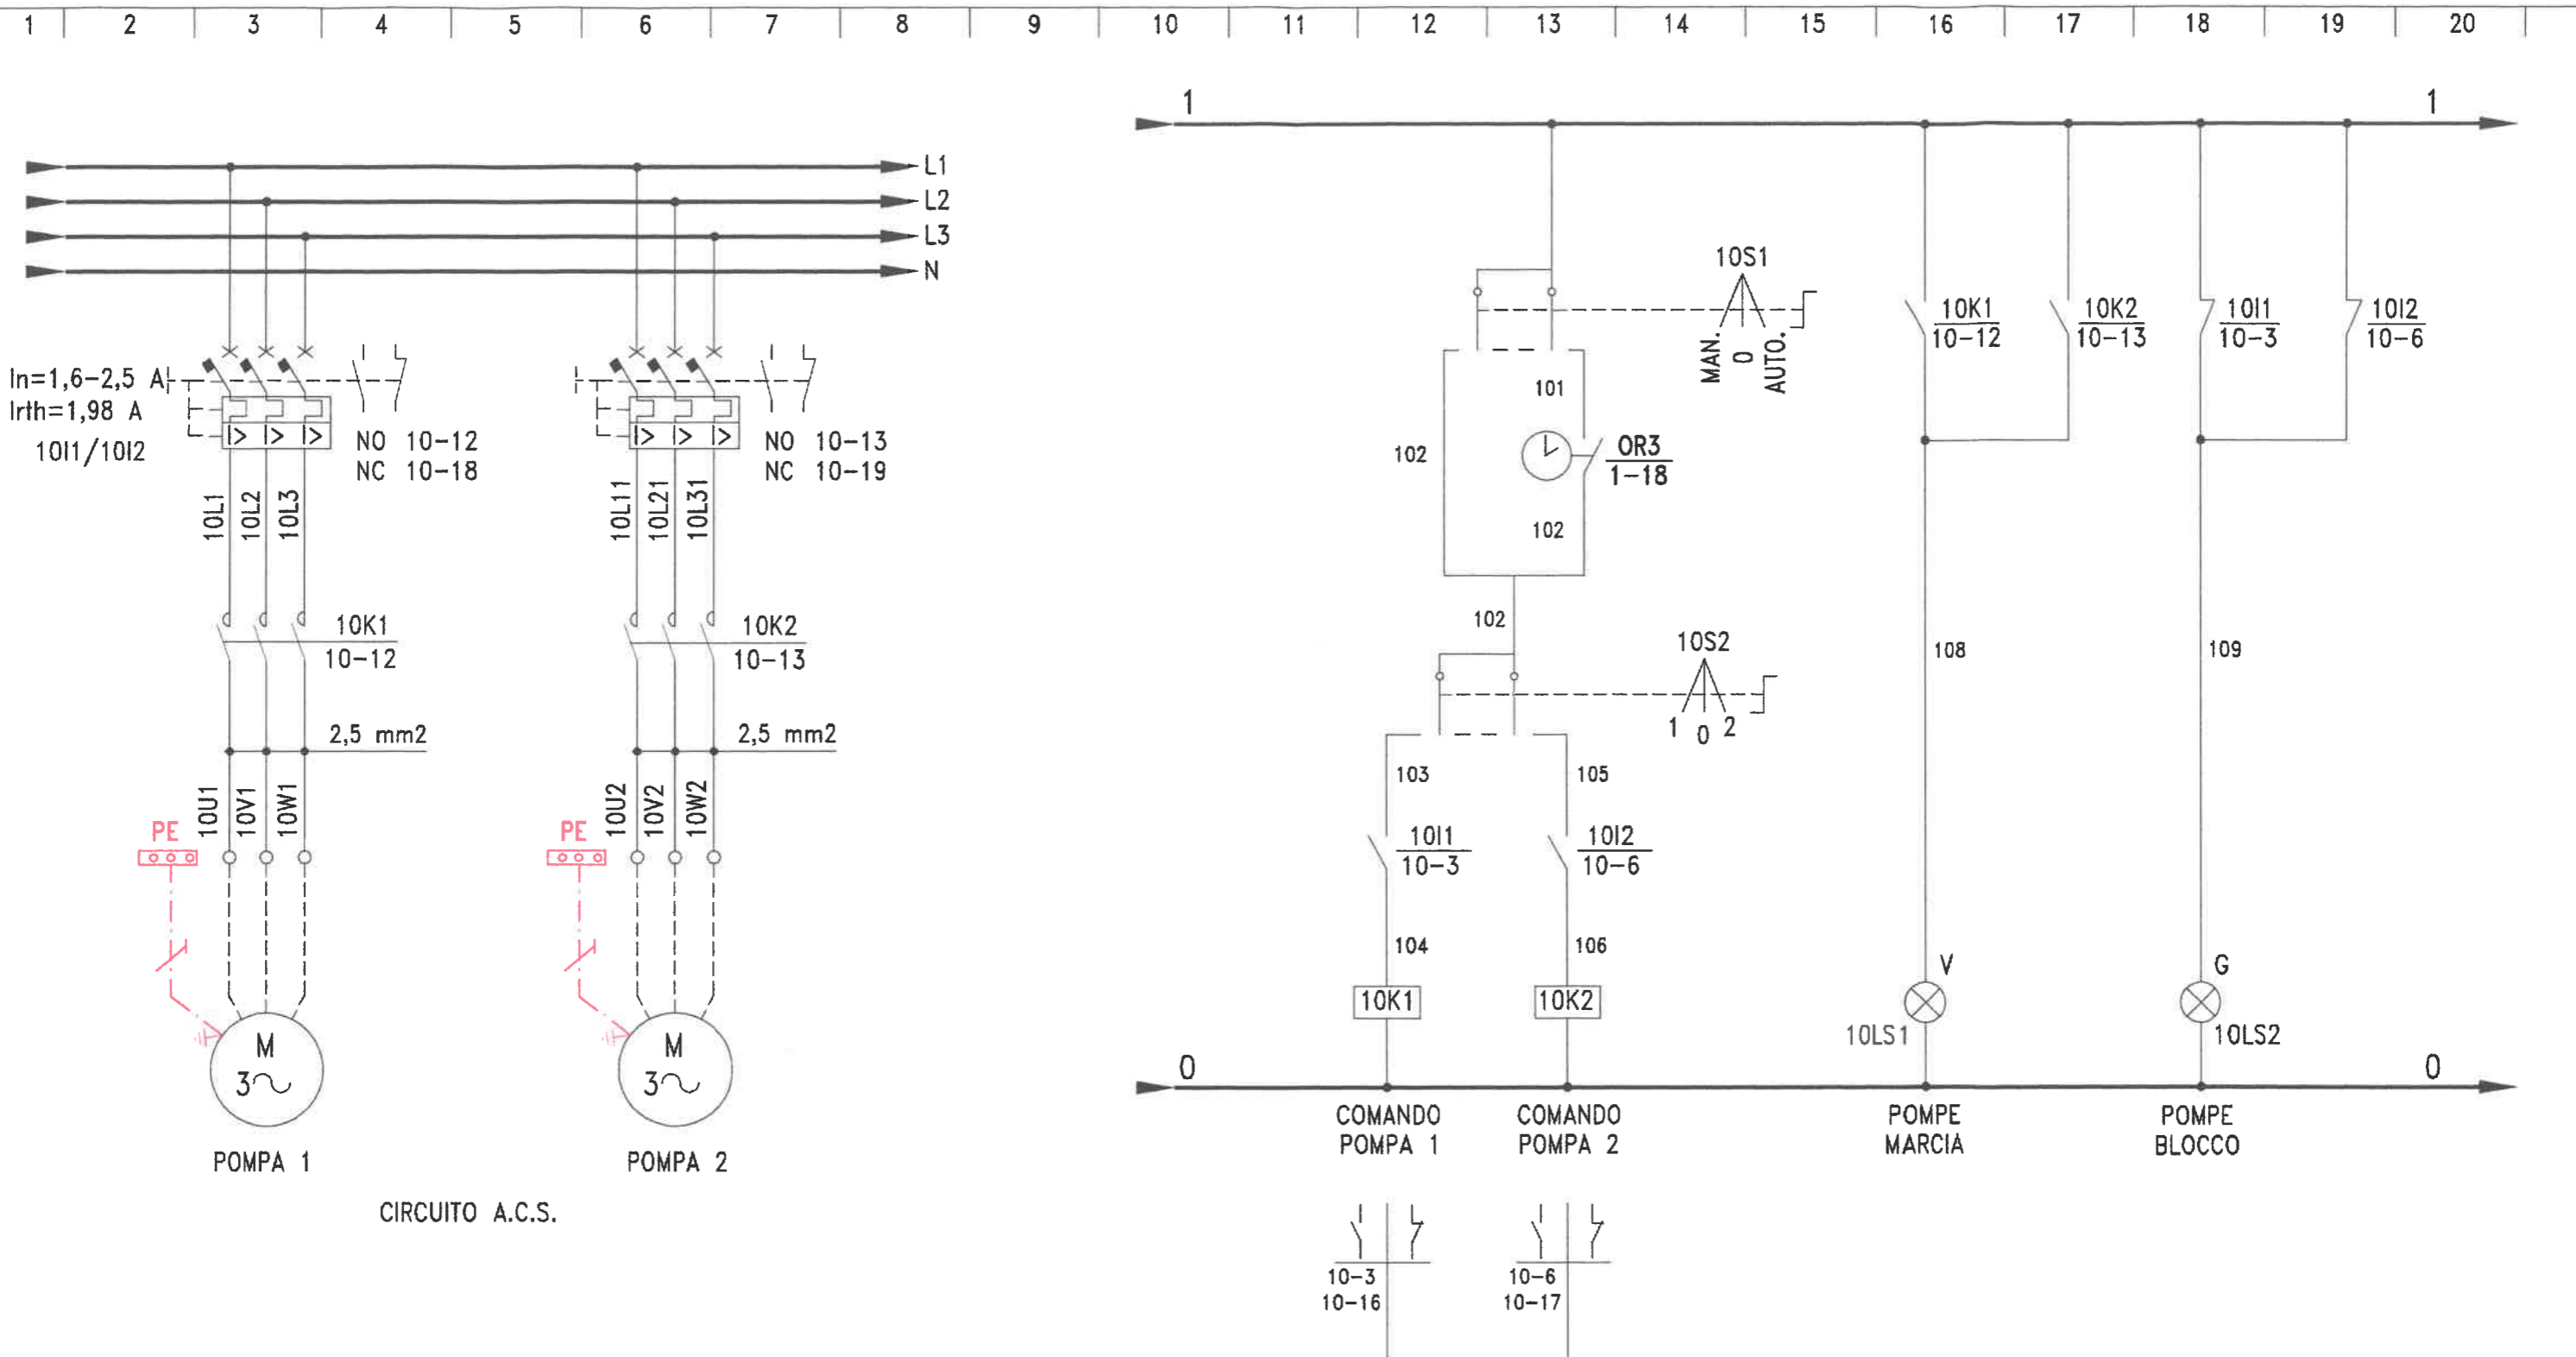 1 2 3 4 5 6 7 8 9 10 11 12 13 14 15 16 17 18 19 20
L1
L2
L3
N
In=1,6-2,5 A
Irth=1,98 A
10I1/10I2
I> I> I>
NO 10-12
NC 10-18
I> I> I>
NO 10-13
NC 10-19
10L1
10L2
10L3
10L11
10L21
10L31
10K1
10-12
10K2
10-13
2,5 mm2
2,5 mm2
10U1
10V1
10W1
10U2
10V2
10W2
PE
PE
M
3
M
3
POMPA 1
POMPA 2
CIRCUITO A.C.S.
1
1
10S1
MAN.
0
AUTO.
101
102
OR3
1-18
102
102
10S2
1 0 2
103
105
10I1
10-3
10I2
10-6
104
106
10K1
10K2
10K1
10-12
10K2
10-13
10I1
10-3
10I2
10-6
108
109
V
10LS1
G
10LS2
0
0
COMANDO
POMPA 1
COMANDO
POMPA 2
POMPE
MARCIA
POMPE
BLOCCO
10-3
10-16
10-6
10-17